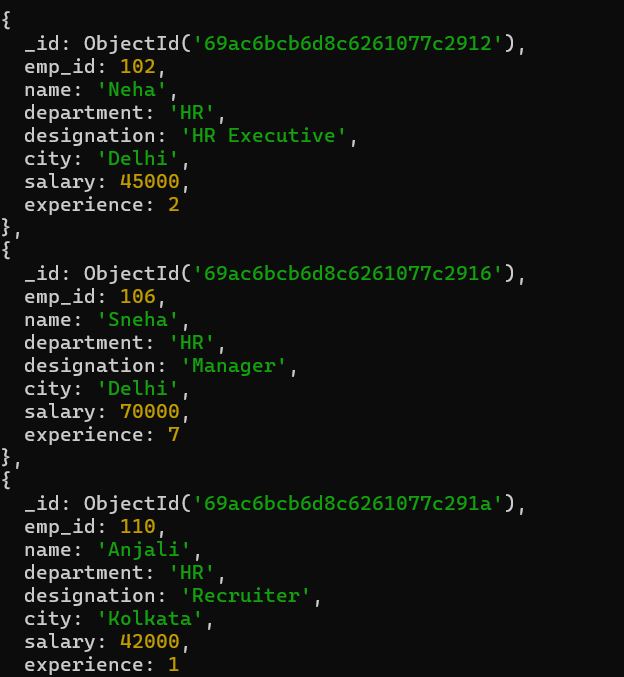 {
  _id: ObjectId('69ac6bcb6d8c6261077c2912'),
  emp_id: 102,
  name: 'Neha',
  department: 'HR',
  designation: 'HR Executive',
  city: 'Delhi',
  salary: 45000,
  experience: 2
},
{
  _id: ObjectId('69ac6bcb6d8c6261077c2916'),
  emp_id: 106,
  name: 'Sneha',
  department: 'HR',
  designation: 'Manager',
  city: 'Delhi',
  salary: 70000,
  experience: 7
},
{
  _id: ObjectId('69ac6bcb6d8c6261077c291a'),
  emp_id: 110,
  name: 'Anjali',
  department: 'HR',
  designation: 'Recruiter',
  city: 'Kolkata',
  salary: 42000,
  experience: 1